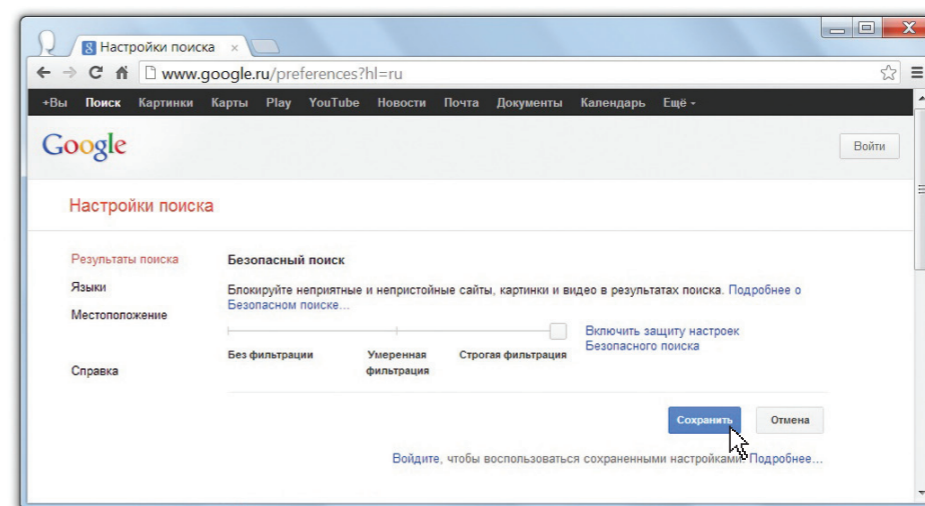 Настройки поиска
www.google.ru/preferences?hl=ru
+Вы Поиск Картинки Карты Play YouTube Новости Почта Документы Календарь Ещё
Google
Войти
Настройки поиска
Результаты поиска
Языки
Местоположение
Справка
Безопасный поиск
Блокируйте неприятные и непристойные сайты, картинки и видео в результатах поиска. Подробнее о
Безопасном поиске...
Без фильтрации
Умеренная
фильтрация
Строгая фильтрация
Включить защиту настроек
Безопасного поиска
Сохранить
Отмена
Войдите, чтобы воспользоваться сохраненными настройками. Подробнее...